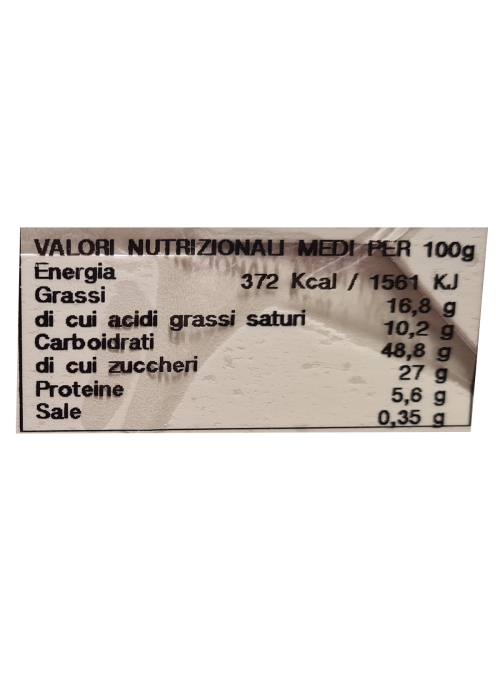 VALORI NUTRIZIONALI MEDI PER 100g
Energia 372 Kcal / 1561 KJ
Grassi 16,8 g
di cui acidi grassi saturi 10,2 g
Carboidrati 48,8 g
di cui zuccheri 27 g
Proteine 5,6 g
Sale 0,35 g